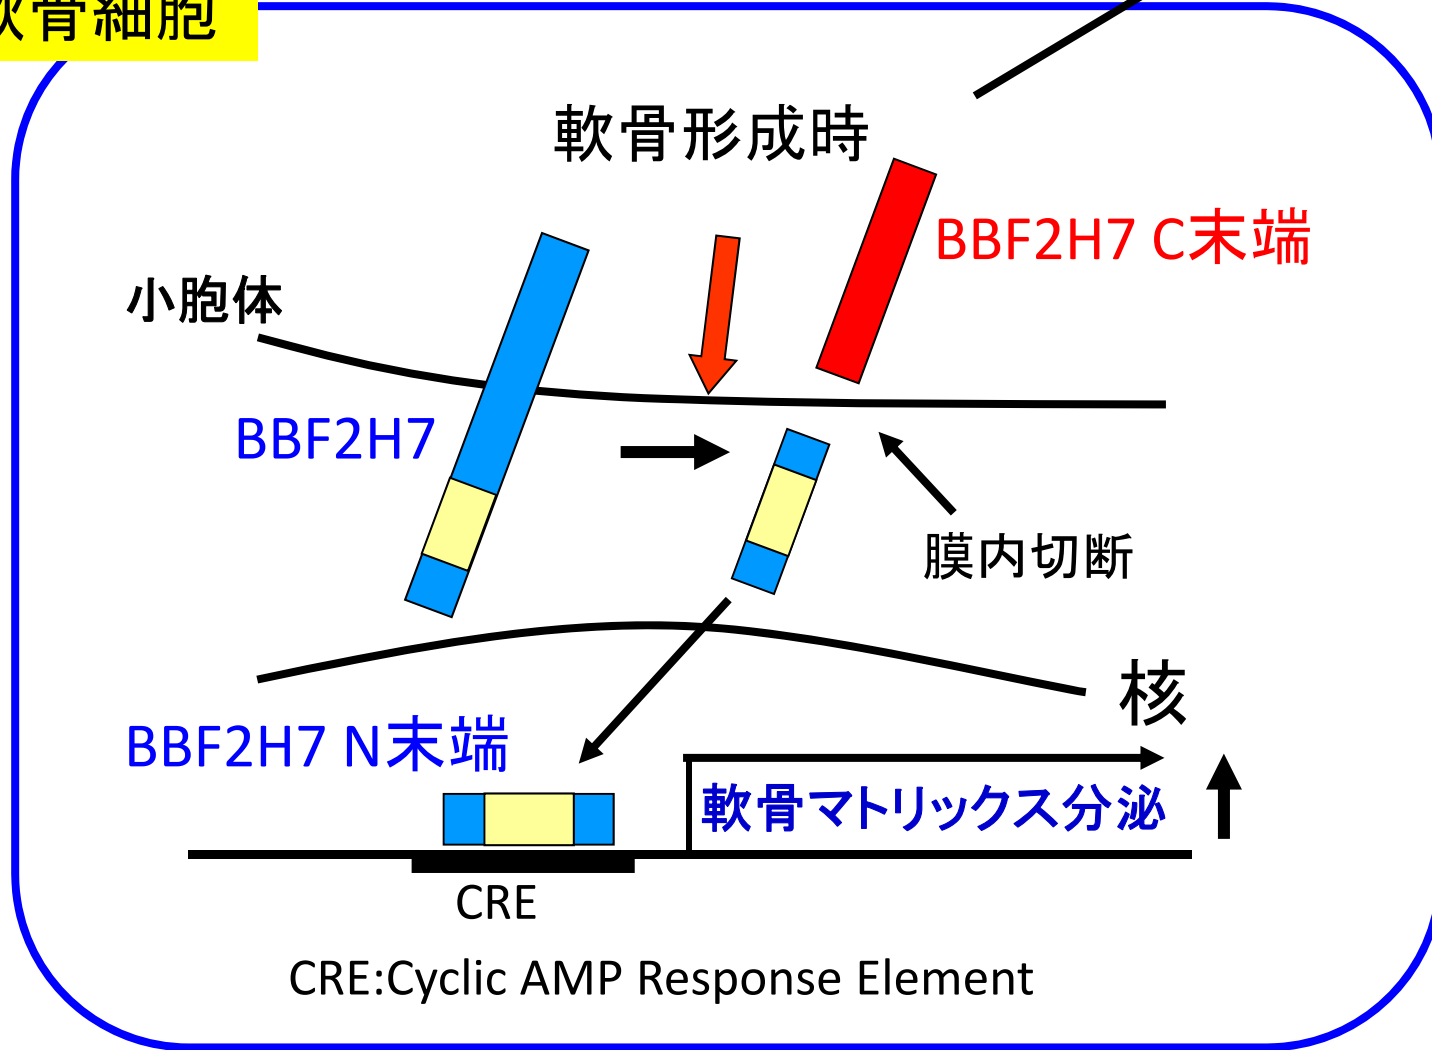 軟骨細胞
軟骨形成時
BBF2H7 C末端
小胞体
BBF2H7
膜内切断
核
BBF2H7 N末端
軟骨マトリックス分泌
CRE
CRE:Cyclic AMP Response Element